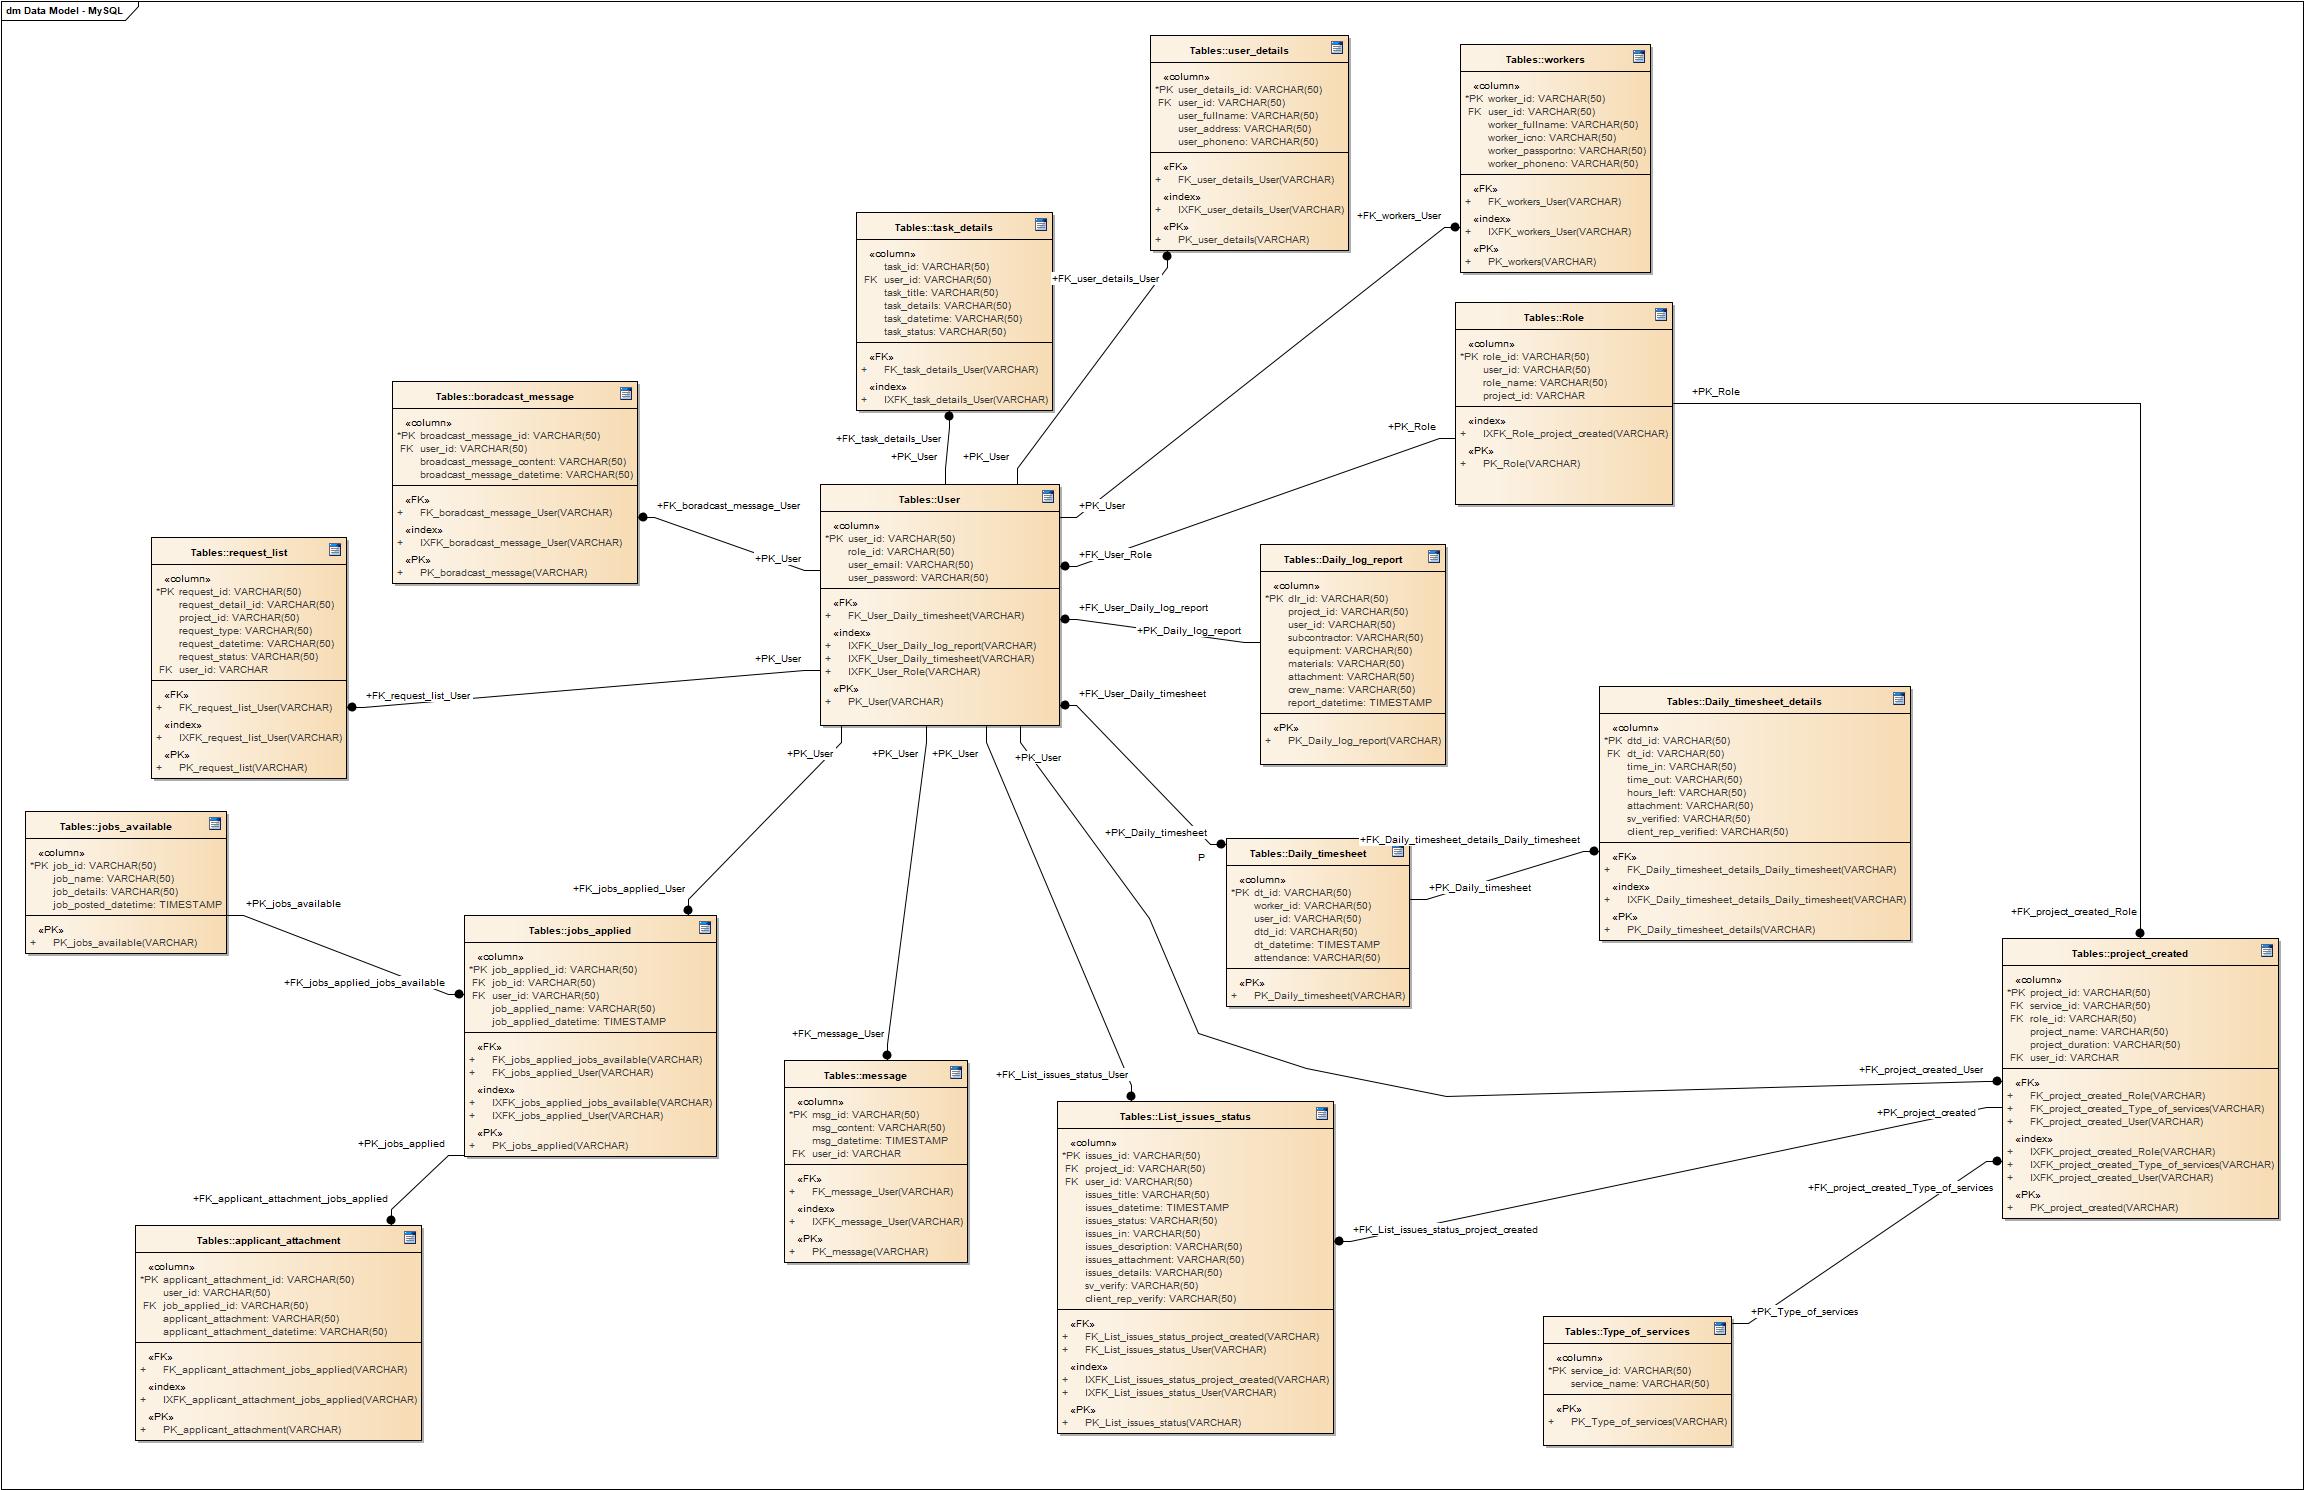 dm Data Model - MySQL
Tables::user_details
«column»
*PK user_details_id: VARCHAR(50)
FK user_id: VARCHAR(50)
user_fullname: VARCHAR(50)
user_address: VARCHAR(50)
user_phoneno: VARCHAR(50)
«FK»
+ FK_user_details_User(VARCHAR)
«index»
+ IXFK_user_details_User(VARCHAR)
«PK»
+ PK_user_details(VARCHAR)
Tables::workers
«column»
*PK worker_id: VARCHAR(50)
FK user_id: VARCHAR(50)
worker_fullname: VARCHAR(50)
worker_icno: VARCHAR(50)
worker_passportno: VARCHAR(50)
worker_phoneno: VARCHAR(50)
«FK»
+ FK_workers_User(VARCHAR)
«index»
+ IXFK_workers_User(VARCHAR)
«PK»
+ PK_workers(VARCHAR)
+FK_workers_User
Tables::task_details
«column»
task_id: VARCHAR(50)
FK user_id: VARCHAR(50)
task_title: VARCHAR(50)
task_details: VARCHAR(50)
task_datetime: VARCHAR(50)
task_status: VARCHAR(50)
«FK»
+ FK_task_details_User(VARCHAR)
«index»
+ IXFK_task_details_User(VARCHAR)
+FK_user_details_User
Tables::Role
«column»
*PK role_id: VARCHAR(50)
user_id: VARCHAR(50)
role_name: VARCHAR(50)
project_id: VARCHAR
«index»
+ IXFK_Role_project_created(VARCHAR)
«PK»
+ PK_Role(VARCHAR)
+PK_Role
+PK_Role
Tables::boradcast_message
«column»
*PK broadcast_message_id: VARCHAR(50)
FK user_id: VARCHAR(50)
broadcast_message_content: VARCHAR(50)
broadcast_message_datetime: VARCHAR(50)
«FK»
+ FK_boradcast_message_User(VARCHAR)
«index»
+ IXFK_boradcast_message_User(VARCHAR)
«PK»
+ PK_boradcast_message(VARCHAR)
+FK_task_details_User
+PK_User
+PK_User
+FK_boradcast_message_User
+PK_User
Tables::User
«column»
*PK user_id: VARCHAR(50)
role_id: VARCHAR(50)
user_email: VARCHAR(50)
user_password: VARCHAR(50)
«FK»
+ FK_User_Daily_timesheet(VARCHAR)
«index»
+ IXFK_User_Daily_log_report(VARCHAR)
+ IXFK_User_Daily_timesheet(VARCHAR)
+ IXFK_User_Role(VARCHAR)
«PK»
+ PK_User(VARCHAR)
+PK_User
+FK_User_Role
+FK_User_Daily_log_report
+PK_Daily_log_report
+FK_User_Daily_timesheet
Tables::Daily_log_report
«column»
*PK dlr_id: VARCHAR(50)
project_id: VARCHAR(50)
user_id: VARCHAR(50)
subcontractor: VARCHAR(50)
equipment: VARCHAR(50)
materials: VARCHAR(50)
attachment: VARCHAR(50)
crew_name: VARCHAR(50)
report_datetime: TIMESTAMP
«PK»
+ PK_Daily_log_report(VARCHAR)
Tables::request_list
«column»
*PK request_id: VARCHAR(50)
request_detail_id: VARCHAR(50)
project_id: VARCHAR(50)
request_type: VARCHAR(50)
request_datetime: VARCHAR(50)
request_status: VARCHAR(50)
FK user_id: VARCHAR
«FK»
+ FK_request_list_User(VARCHAR)
«index»
+ IXFK_request_list_User(VARCHAR)
«PK»
+ PK_request_list(VARCHAR)
+PK_User
+FK_request_list_User
Tables::Daily_timesheet_details
«column»
*PK dtd_id: VARCHAR(50)
FK dt_id: VARCHAR(50)
time_in: VARCHAR(50)
time_out: VARCHAR(50)
hours_left: VARCHAR(50)
attachment: VARCHAR(50)
sv_verified: VARCHAR(50)
client_rep_verified: VARCHAR(50)
«FK»
+ FK_Daily_timesheet_details_Daily_timesheet(VARCHAR)
«index»
+ IXFK_Daily_timesheet_details_Daily_timesheet(VARCHAR)
«PK»
+ PK_Daily_timesheet_details(VARCHAR)
+PK_User
+PK_User
+PK_User
+PK_User
+PK_Daily_timesheet
P
+FK_Daily_timesheet_details_Daily_timesheet
+PK_Daily_timesheet
Tables::Daily_timesheet
«column»
*PK dt_id: VARCHAR(50)
worker_id: VARCHAR(50)
user_id: VARCHAR(50)
dtd_id: VARCHAR(50)
dt_datetime: TIMESTAMP
attendance: VARCHAR(50)
«PK»
+ PK_Daily_timesheet(VARCHAR)
Tables::jobs_available
«column»
*PK job_id: VARCHAR(50)
job_name: VARCHAR(50)
job_details: VARCHAR(50)
job_posted_datetime: TIMESTAMP
«PK»
+ PK_jobs_available(VARCHAR)
+PK_jobs_available
+FK_jobs_applied_User
+FK_jobs_applied_jobs_available
Tables::jobs_applied
«column»
*PK job_applied_id: VARCHAR(50)
FK job_id: VARCHAR(50)
FK user_id: VARCHAR(50)
job_applied_name: VARCHAR(50)
job_applied_datetime: TIMESTAMP
«FK»
+ FK_jobs_applied_jobs_available(VARCHAR)
+ FK_jobs_applied_User(VARCHAR)
«index»
+ IXFK_jobs_applied_jobs_available(VARCHAR)
+ IXFK_jobs_applied_User(VARCHAR)
«PK»
+ PK_jobs_applied(VARCHAR)
+FK_project_created_Role
Tables::project_created
«column»
*PK project_id: VARCHAR(50)
FK service_id: VARCHAR(50)
FK role_id: VARCHAR(50)
project_name: VARCHAR(50)
project_duration: VARCHAR(50)
FK user_id: VARCHAR
«FK»
+ FK_project_created_Role(VARCHAR)
+ FK_project_created_Type_of_services(VARCHAR)
+ FK_project_created_User(VARCHAR)
«index»
+ IXFK_project_created_Role(VARCHAR)
+ IXFK_project_created_Type_of_services(VARCHAR)
+ IXFK_project_created_User(VARCHAR)
«PK»
+ PK_project_created(VARCHAR)
+FK_project_created_User
+PK_project_created
+FK_project_created_Type_of_services
+FK_message_User
Tables::message
«column»
*PK msg_id: VARCHAR(50)
msg_content: VARCHAR(50)
msg_datetime: TIMESTAMP
FK user_id: VARCHAR
«FK»
+ FK_message_User(VARCHAR)
«index»
+ IXFK_message_User(VARCHAR)
«PK»
+ PK_message(VARCHAR)
+FK_List_issues_status_User
Tables::List_issues_status
«column»
*PK issues_id: VARCHAR(50)
FK project_id: VARCHAR(50)
FK user_id: VARCHAR(50)
issues_title: VARCHAR(50)
issues_datetime: TIMESTAMP
issues_status: VARCHAR(50)
issues_in: VARCHAR(50)
issues_description: VARCHAR(50)
issues_attachment: VARCHAR(50)
issues_details: VARCHAR(50)
sv_verify: VARCHAR(50)
client_rep_verify: VARCHAR(50)
«FK»
+ FK_List_issues_status_project_created(VARCHAR)
+ FK_List_issues_status_User(VARCHAR)
«index»
+ IXFK_List_issues_status_project_created(VARCHAR)
+ IXFK_List_issues_status_User(VARCHAR)
«PK»
+ PK_List_issues_status(VARCHAR)
+FK_List_issues_status_project_created
+PK_jobs_applied
+FK_applicant_attachment_jobs_applied
Tables::applicant_attachment
«column»
*PK applicant_attachment_id: VARCHAR(50)
user_id: VARCHAR(50)
FK job_applied_id: VARCHAR(50)
applicant_attachment: VARCHAR(50)
applicant_attachment_datetime: VARCHAR(50)
«FK»
+ FK_applicant_attachment_jobs_applied(VARCHAR)
«index»
+ IXFK_applicant_attachment_jobs_applied(VARCHAR)
«PK»
+ PK_applicant_attachment(VARCHAR)
+PK_Type_of_services
Tables::Type_of_services
«column»
*PK service_id: VARCHAR(50)
service_name: VARCHAR(50)
«PK»
+ PK_Type_of_services(VARCHAR)